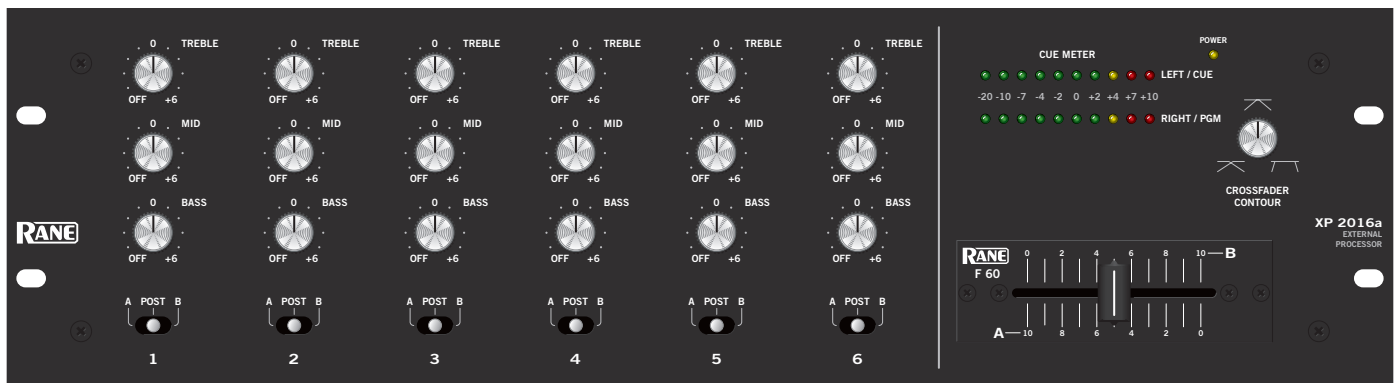 0 TREBLE 0 TREBLE 0 TREBLE 0 TREBLE 0 TREBLE 0 TREBLE
OFF +6 OFF +6 OFF +6 OFF +6 OFF +6 OFF +6
0 MID 0 MID 0 MID 0 MID 0 MID 0 MID
OFF +6 OFF +6 OFF +6 OFF +6 OFF +6 OFF +6
0 BASS 0 BASS 0 BASS 0 BASS 0 BASS 0 BASS
RANE
OFF +6 OFF +6 OFF +6 OFF +6 OFF +6 OFF +6
A POST B A POST B A POST B A POST B A POST B A POST B
1 2 3 4 5 6
POWER
CUE METER
LEFT / CUE
-20 -10 -7 -4 -2 0 +2 +4 +7 +10
RIGHT / PGM
CROSSFADER
CONTOUR
XP 2016a
EXTERNAL
PROCESSOR
RANE
F 60
0 2 4 6 8 10 B
A 10 8 6 4 2 0